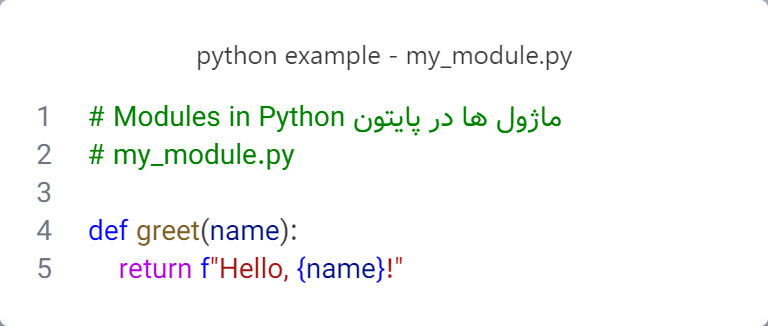 python example - my_module.py
1 # Modules in Python ماژول ها در پایتون
2 # my_module.py
3
4 def greet(name):
5     return f"Hello, {name}!"